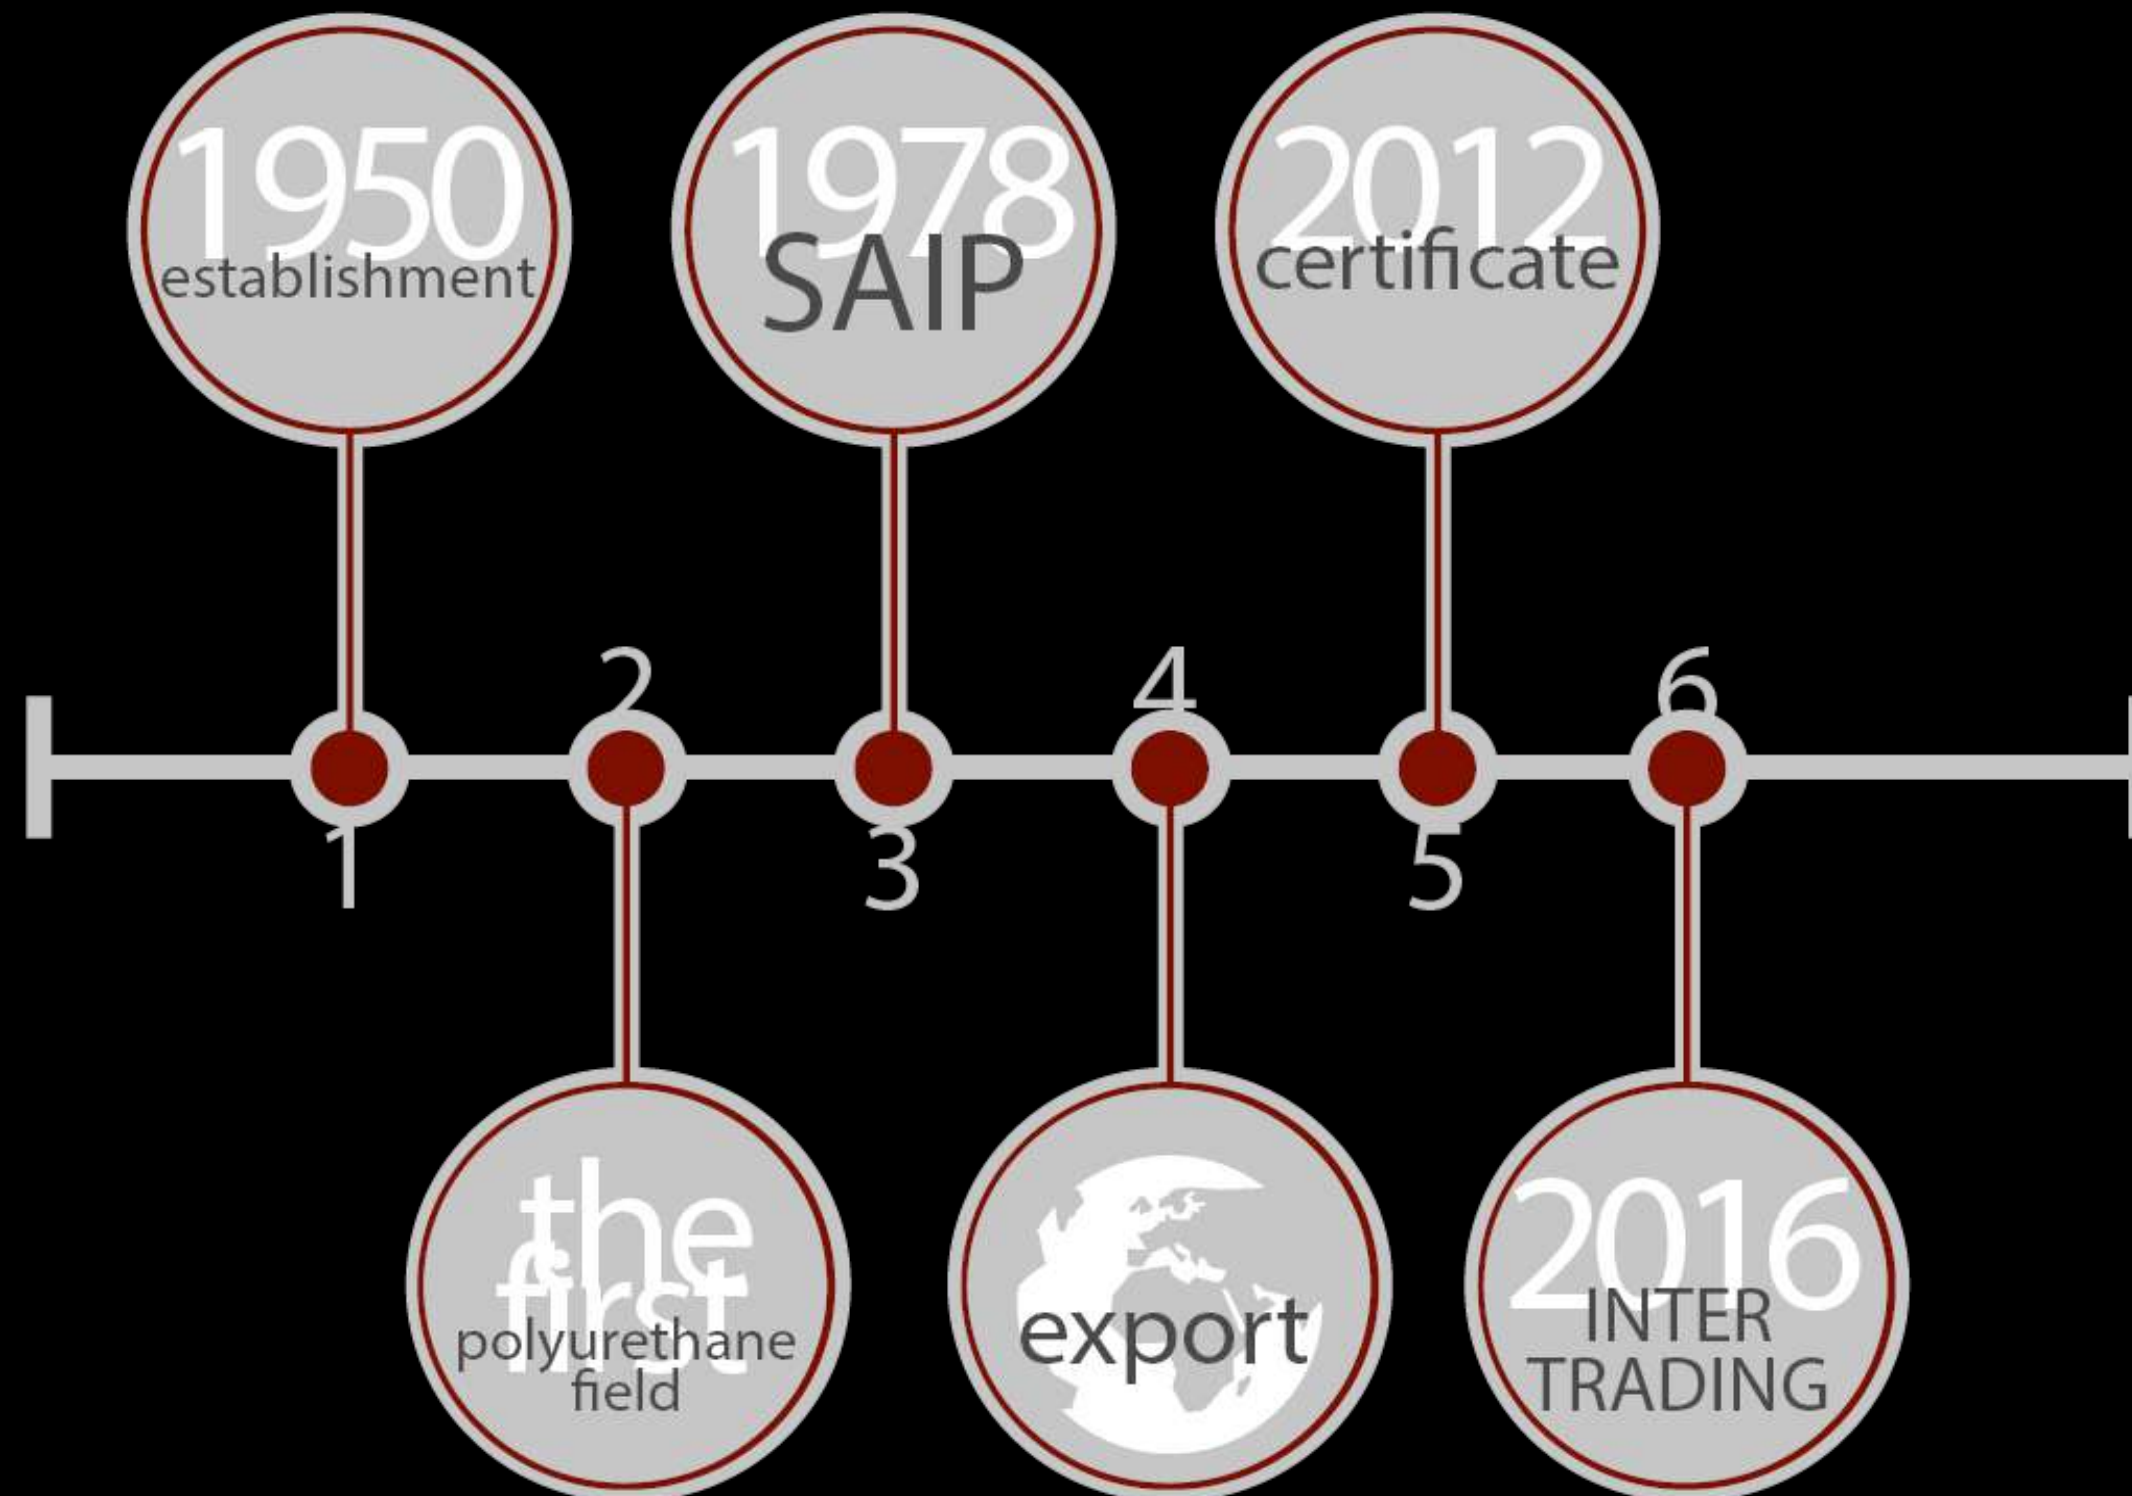 1950
establishment
1978
SAIP
2012
certificate
2
4
6
1
3
5
the
first
polyurethane
field
export
2016
INTER
TRADING